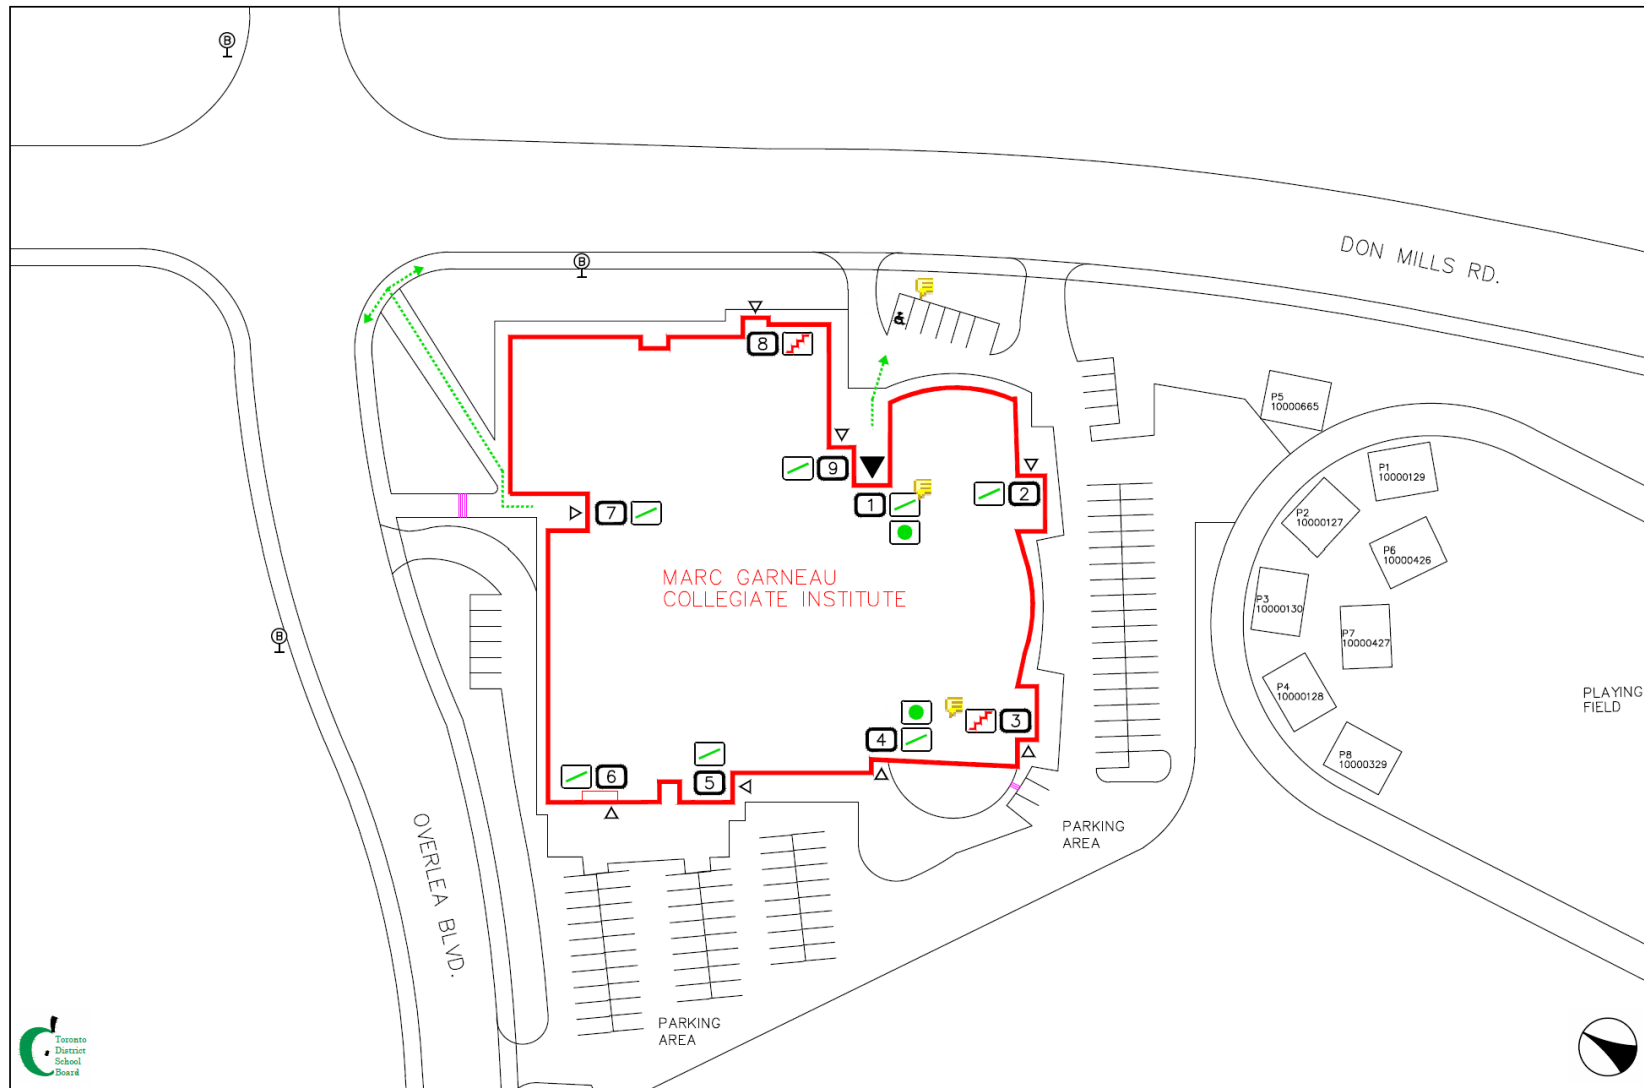 B
B
DON MILLS RD.
8
P5
10000665
9
1
2
P1
10000129
P2
10000127
7
P6
10000426
MARC GARNEAU
COLLEGIATE INSTITUTE
P3
10000130
B
P7
10000427
P4
10000128
PLAYING
FIELD
3
4
P8
10000329
6
5
OVERLEA BLVD.
PARKING
AREA
PARKING
AREA
Toronto
District
School
Board